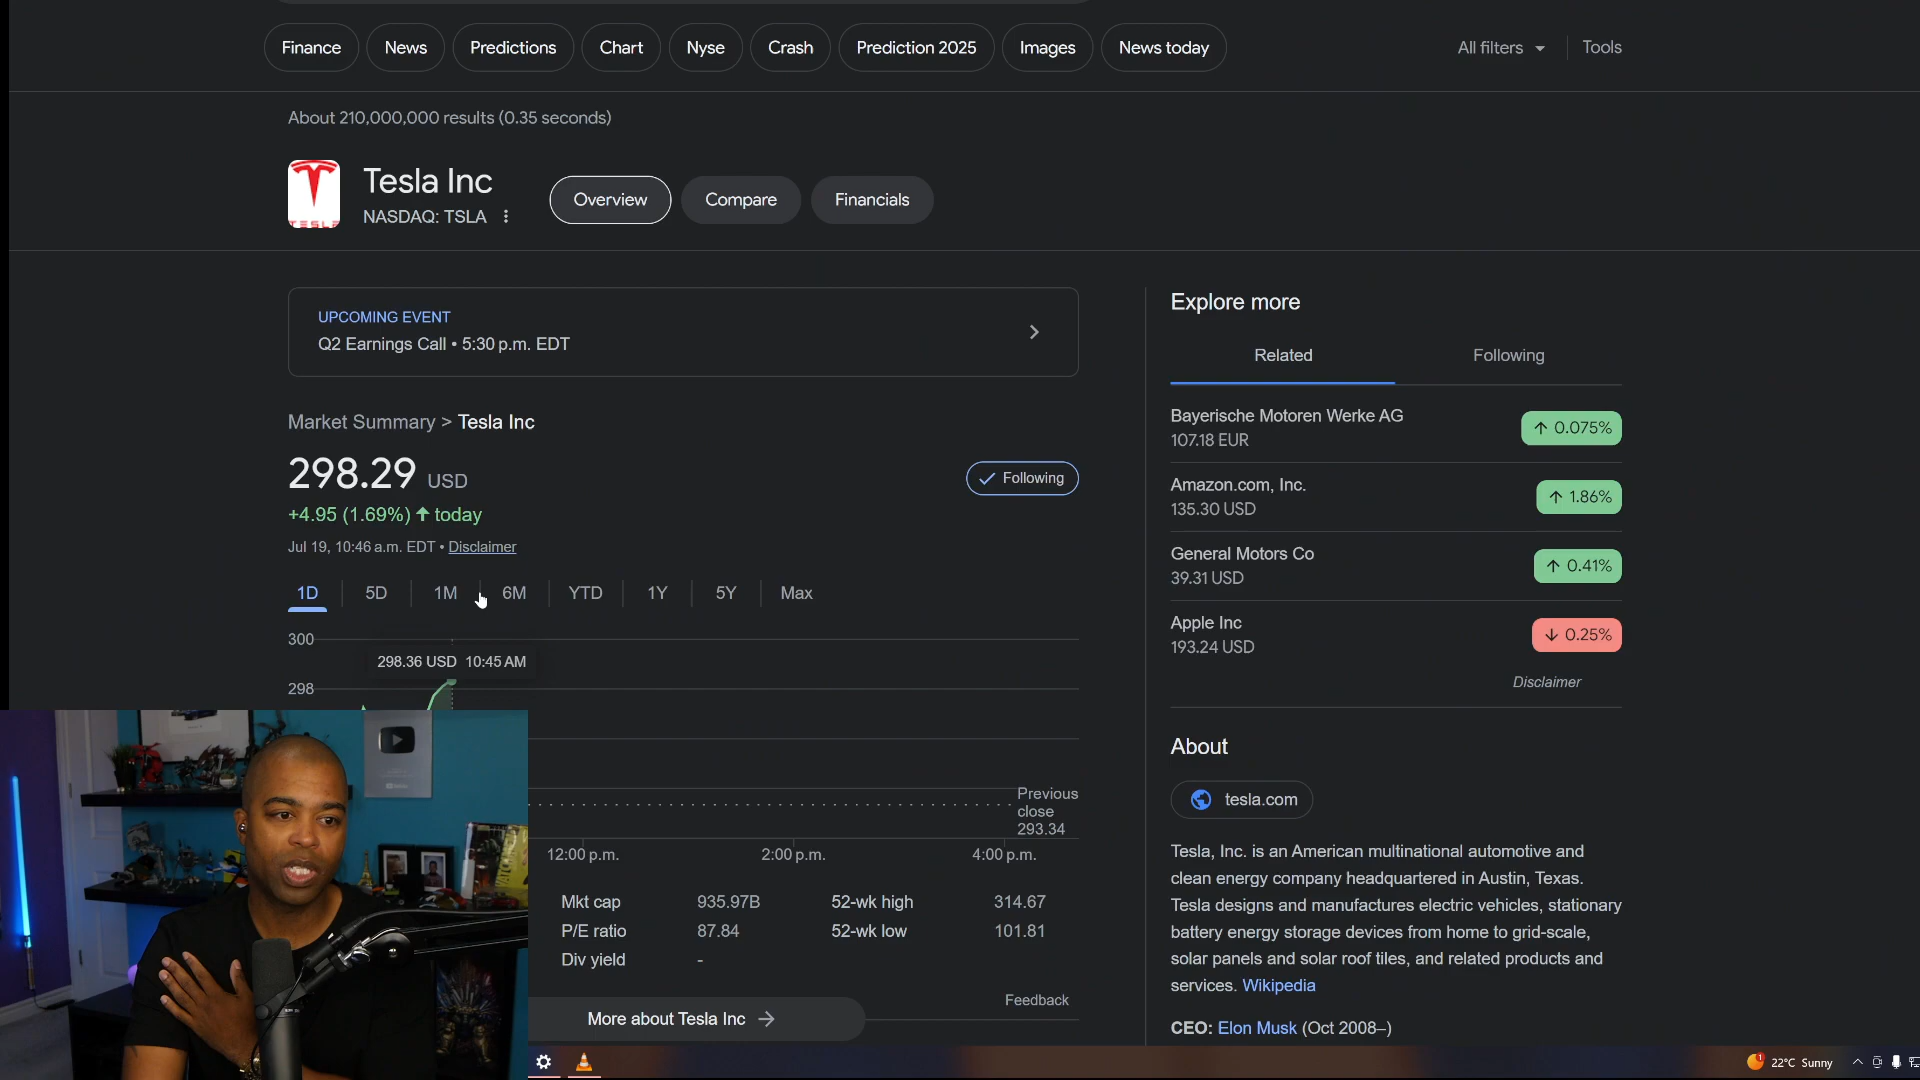 Finance
News
Predictions
Chart
Nyse
Crash
Prediction 2025
Images
News today
All filters
Tools
About 210,000,000 results (0.35 seconds)
Tesla Inc
NASDAQ: TSLA
Overview
Compare
Financials
UPCOMING EVENT
Q2 Earnings Call • 5:30 p.m. EDT
Market Summary > Tesla Inc
298.29 USD
Following
+4.95 (1.69%) ↑ today
Jul 19, 10:46 a.m. EDT • Disclaimer
1D
5D
1M
6M
YTD
1Y
5Y
Max
300
298.36 USD 10:45 AM
298
Previous
close
293.34
12:00 p.m.
2:00 p.m.
4:00 p.m.
Mkt cap 935.97B 52-wk high 314.67
P/E ratio 87.84 52-wk low 101.81
Div yield -
Feedback
More about Tesla Inc →
Explore more
Related
Following
Bayerische Motoren Werke AG
107.18 EUR
↑ 0.075%
Amazon.com, Inc.
135.30 USD
↑ 1.86%
General Motors Co
39.31 USD
↑ 0.41%
Apple Inc
193.24 USD
↓ 0.25%
Disclaimer
About
tesla.com
Tesla, Inc. is an American multinational automotive and
clean energy company headquartered in Austin, Texas.
Tesla designs and manufactures electric vehicles, stationary
battery energy storage devices from home to grid-scale,
solar panels and solar roof tiles, and related products and
services. Wikipedia
CEO: Elon Musk (Oct 2008–)
1
22°C Sunny